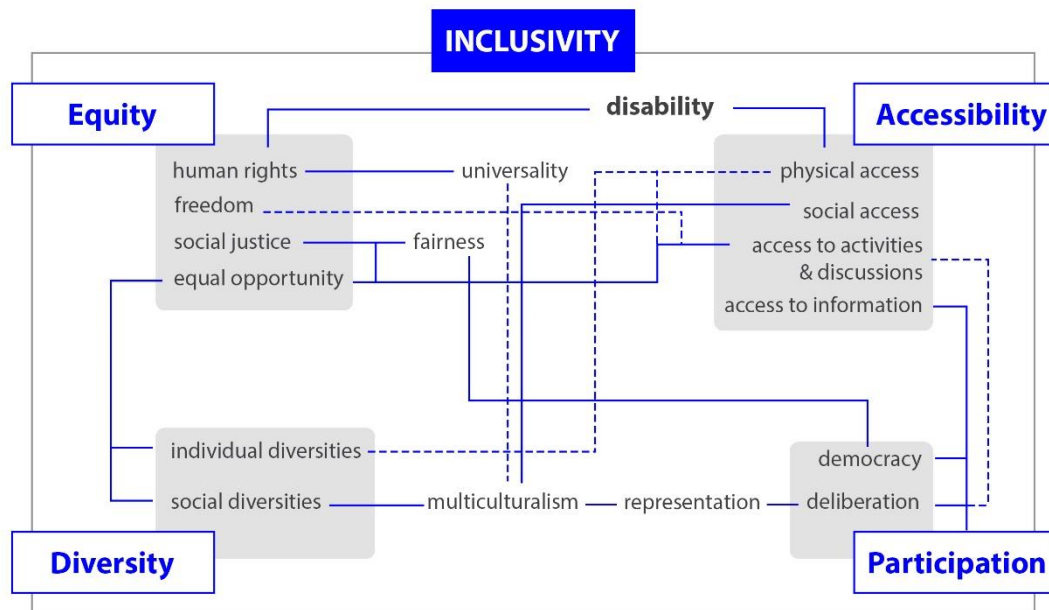 INCLUSIVITY
Equity
disability
Accessibility
human rights
universality
physical access
freedom
social access
social justice
fairness
access to activities
& discussions
equal opportunity
access to information
individual diversities
democracy
social diversities
multiculturalism
representation
deliberation
Diversity
Participation